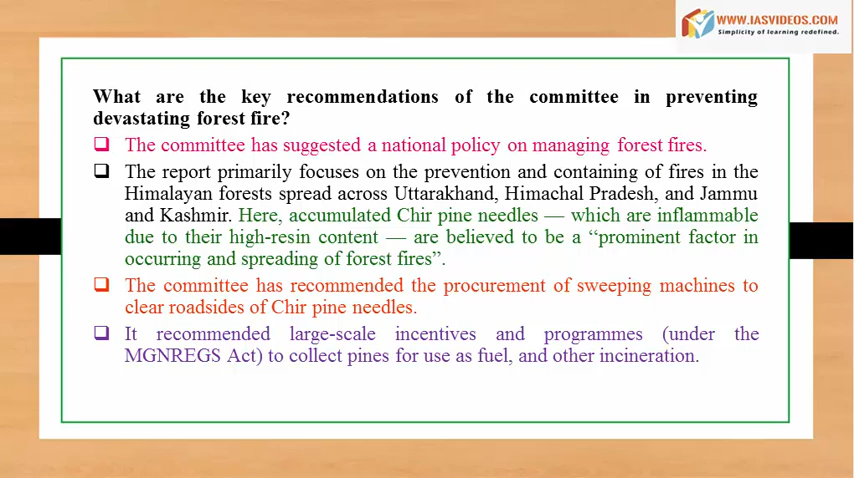 WWW.IASVIDEOS.COM
Simplicity of learning redefined.
What are the key recommendations of the committee in preventing
devastating forest fire?
The committee has suggested a national policy on managing forest fires.
The report primarily focuses on the prevention and containing of fires in the
Himalayan forests spread across Uttarakhand, Himachal Pradesh, and Jammu
and Kashmir. Here, accumulated Chir pine needles — which are inflammable
due to their high-resin content — are believed to be a “prominent factor in
occurring and spreading of forest fires”.
The committee has recommended the procurement of sweeping machines to
clear roadsides of Chir pine needles.
It recommended large-scale incentives and programmes (under the
MGNREGS Act) to collect pines for use as fuel, and other incineration.